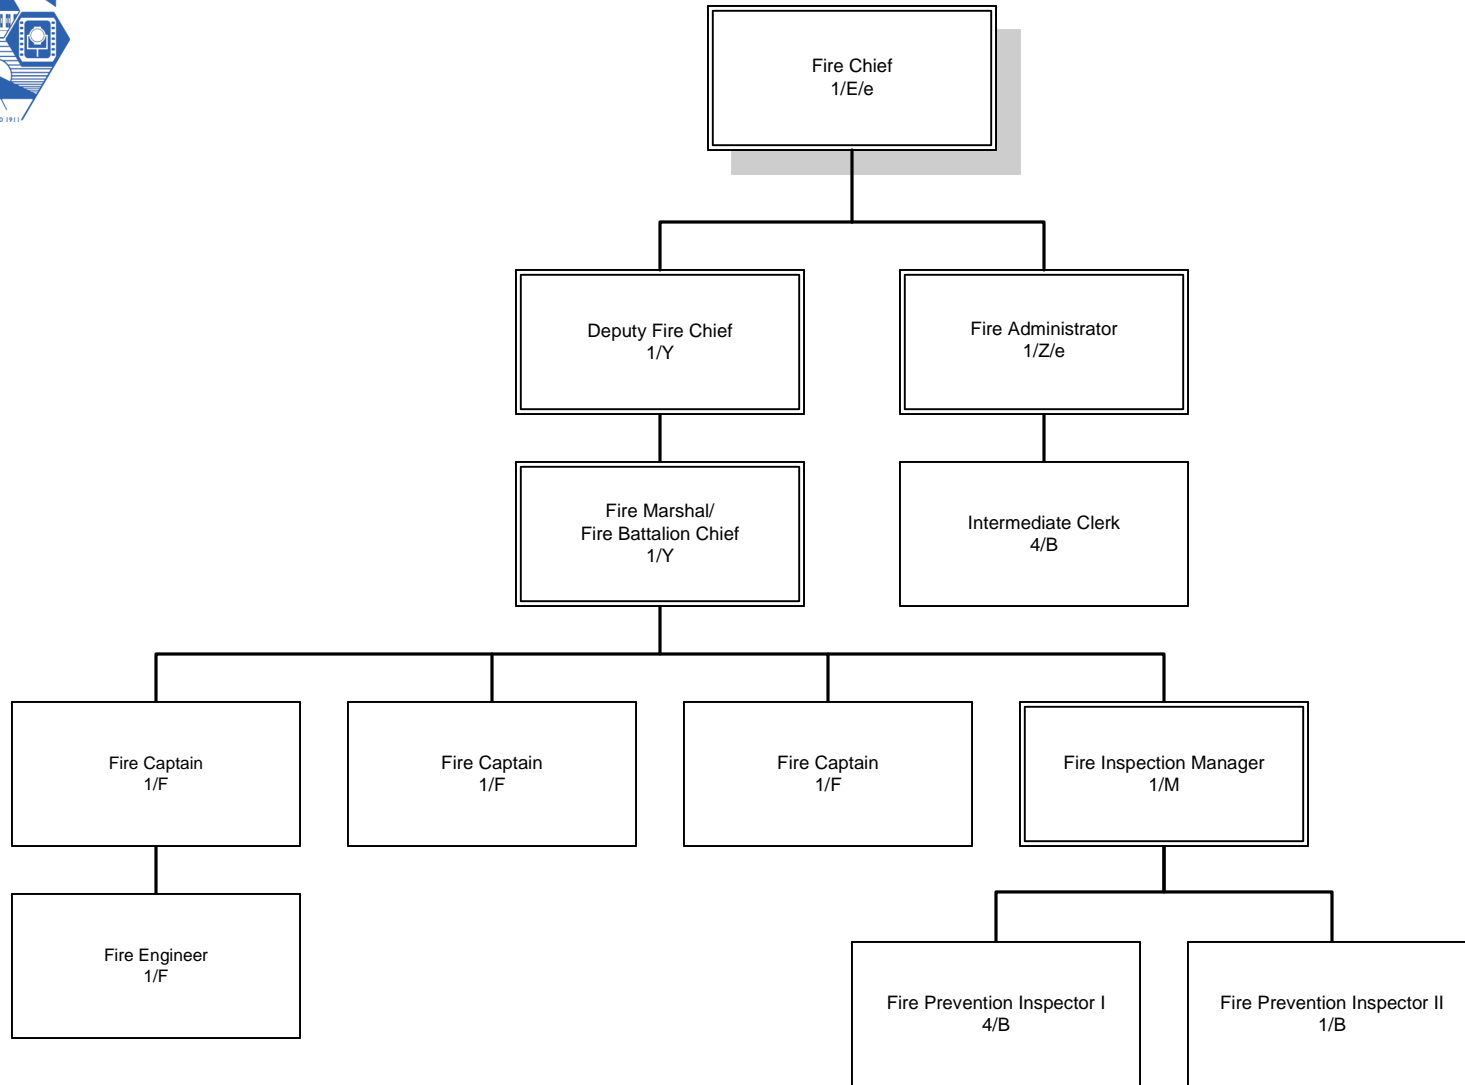 Fire Chief
1/E/e
Deputy Fire Chief
1/Y
Fire Administrator
1/Z/e
Fire Marshal/
Fire Battalion Chief
1/Y
Intermediate Clerk
4/B
Fire Captain
1/F
Fire Captain
1/F
Fire Captain
1/F
Fire Inspection Manager
1/M
Fire Engineer
1/F
Fire Prevention Inspector I
4/B
Fire Prevention Inspector II
1/B